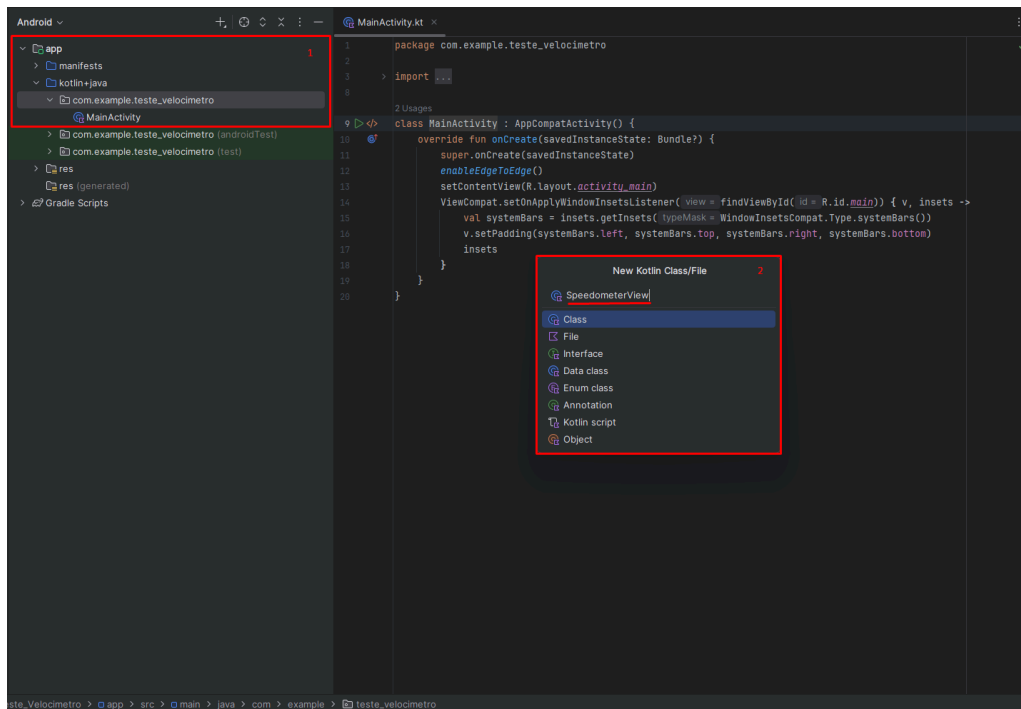 Android
MainActivity.kt
app
1
manifests
kotlin+java
com.example.teste_velocimetro
MainActivity
com.example.teste_velocimetro (androidTest)
com.example.teste_velocimetro (test)
res
res (generated)
Gradle Scripts
1 package com.example.teste_velocimetro
2
3 import ...
8
2 Usages
9 class MainActivity : AppCompatActivity() {
10 override fun onCreate(savedInstanceState: Bundle?) {
11 super.onCreate(savedInstanceState)
12 enableEdgeToEdge()
13 setContentView(R.layout.activity_main)
14 ViewCompat.setOnApplyWindowInsetsListener( view = findViewById( id = R.id.main)) { v, insets ->
15 val systemBars = insets.getInsets( typeMask = WindowInsetsCompat.Type.systemBars())
16 v.setPadding(systemBars.left, systemBars.top, systemBars.right, systemBars.bottom)
17 insets
18 }
19 }
20 }
New Kotlin Class/File 2
SpeedometerView
Class
File
Interface
Data class
Enum class
Annotation
Kotlin script
Object
este_Velocimetro > app > src > main > java > com > example > teste_velocimetro